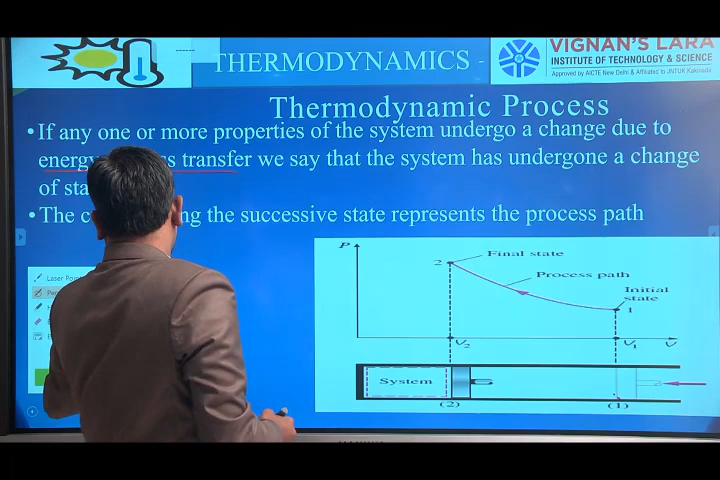 THERMODYNAMICS -
VIGNAN'S LARA
INSTITUTE OF TECHNOLOGY & SCIENCE
Approved by AICTE New Delhi & Affiliated to JNTUK Kakinada
Thermodynamic Process
• If any one or more properties of the system undergo a change due to
energy transfer we say that the system has undergone a change
of
• The the successive state represents the process path
P
2
Final state
Process path
Initial
state
1
V2
V1
V
Laser
System
(2)
(1)